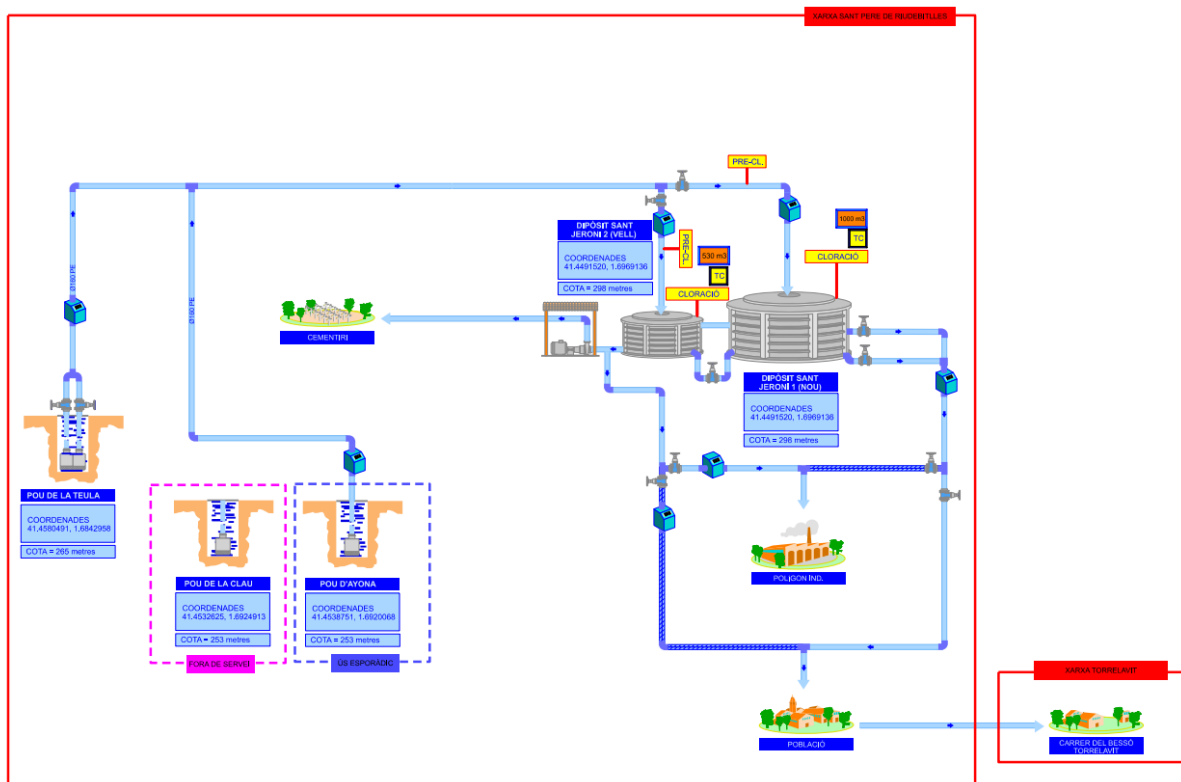 XARXA SANT PERE DE RIUDEBITLLES
PRE-CL.
DIPÒSIT SANT
JERONI 2 (VELL)
COORDENADES
41.4491520, 1.6969136
COTA = 298 metres
PRE-CL.
530 m3
TC
CLORACIÓ
1000 m3
TC
CLORACIÓ
Ø160 PE
Ø160 PE
CEMENTIRI
DIPÒSIT SANT
JERONI 1 (NOU)
COORDENADES
41.4491520, 1.6969136
COTA = 298 metres
POU DE LA TEULA
COORDENADES
41.4580491, 1.6842958
COTA = 265 metres
POU DE LA CLAU
COORDENADES
41.4532625, 1.6924913
COTA = 253 metres
FORA DE SERVEI
POU D'AYONA
COORDENADES
41.4538751, 1.6920068
COTA = 253 metres
ÚS ESPORÀDIC
POLÍGON IND.
POBLACIÓ
XARXA TORRELAVIT
CARRER DEL BESSÓ
TORRELAVIT